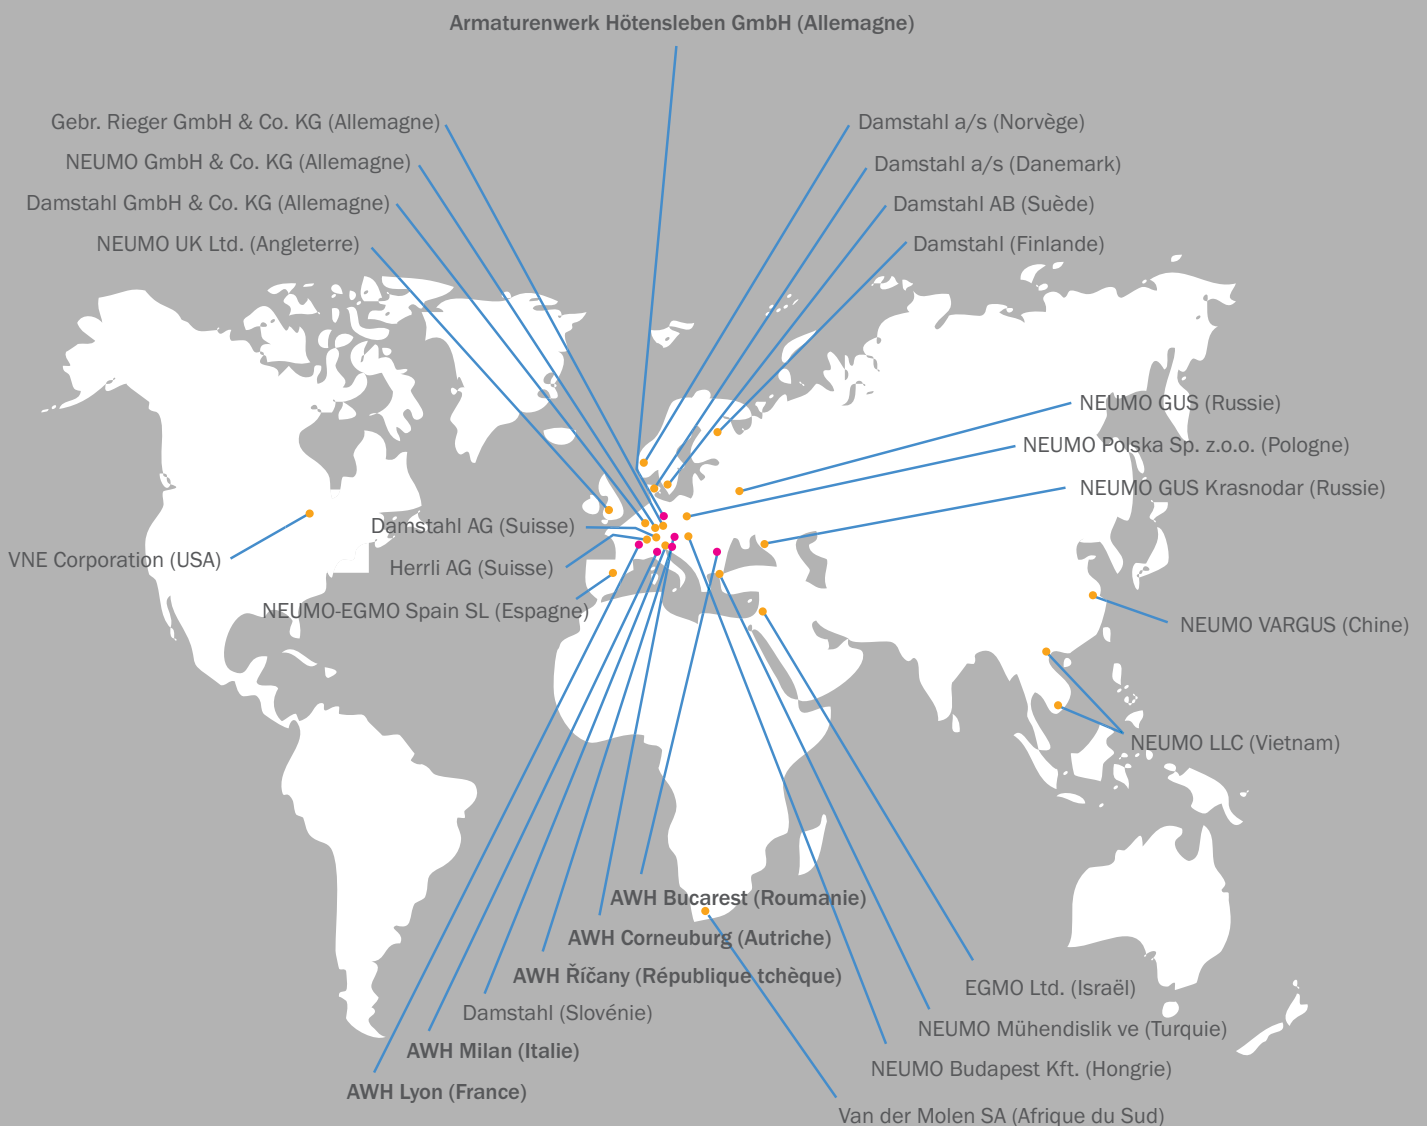 Armaturenwerk Hötensleben GmbH (Allemagne)
Gebr. Rieger GmbH & Co. KG (Allemagne)
NEUMO GmbH & Co. KG (Allemagne)
Damstahl GmbH & Co. KG (Allemagne)
NEUMO UK Ltd. (Angleterre)
Damstahl a/s (Norvège)
Damstahl a/s (Danemark)
Damstahl AB (Suède)
Damstahl (Finlande)
NEUMO GUS (Russie)
NEUMO Polska Sp. z.o.o. (Pologne)
NEUMO GUS Krasnodar (Russie)
Damstahl AG (Suisse)
VNE Corporation (USA)
Herrli AG (Suisse)
NEUMO-EGMO Spain SL (Espagne)
NEUMO VARGUS (Chine)
NEUMO LLC (Vietnam)
AWH Bucarest (Roumanie)
AWH Corneuburg (Autriche)
AWH Říčany (République tchèque)
Damstahl (Slovénie)
AWH Milan (Italie)
AWH Lyon (France)
EGMO Ltd. (Israël)
NEUMO Mühendislik ve (Turquie)
NEUMO Budapest Kft. (Hongrie)
Van der Molen SA (Afrique du Sud)